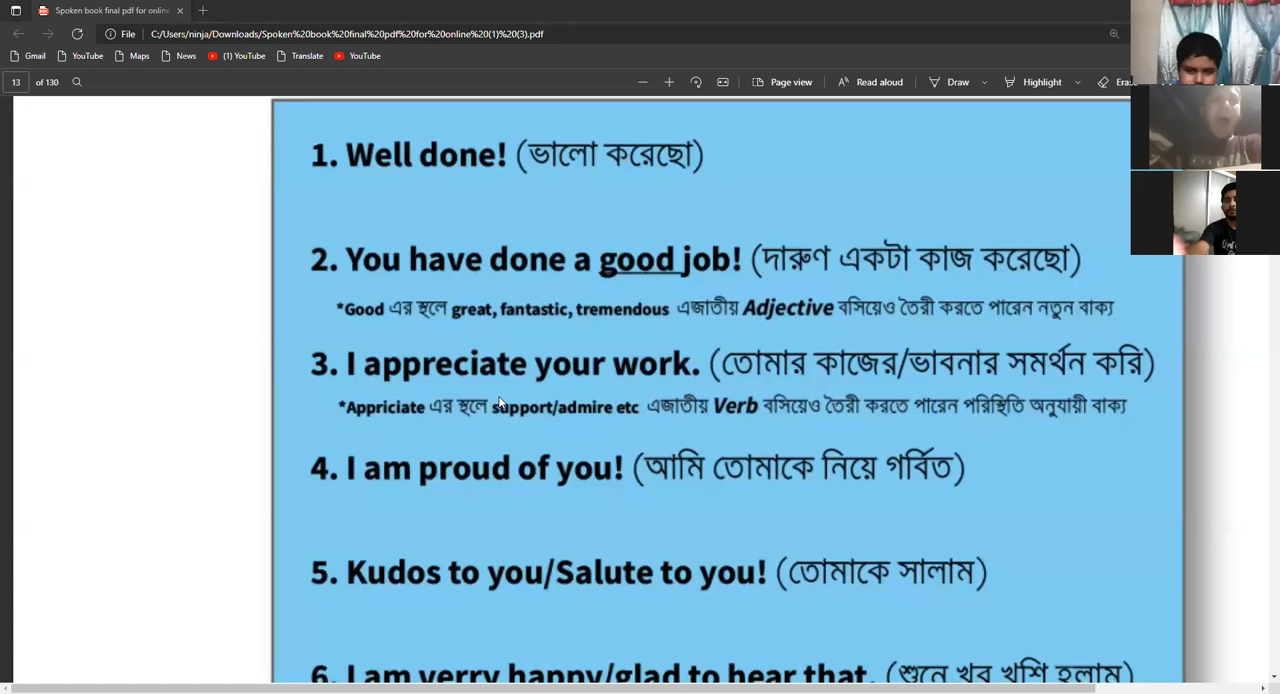 Spoken book final pdf for online
File C:/Users/ninja/Downloads/Spoken%20book%20final%20pdf%20for%20online%20(1)%20(3).pdf
Gmail YouTube Maps News (1) YouTube Translate YouTube
13 of 130 Page view Read aloud Draw Highlight Era
1. Well done! (ভালো করেছো)
2. You have done a good job! (দারুণ একটা কাজ করেছো)
*Good এর স্থলে great, fantastic, tremendous এজাতীয় Adjective বসিয়েও তৈরী করতে পারেন নতুন বাক্য
3. I appreciate your work. (তোমার কাজের/ভাবনার সমর্থন করি)
*Appriciate এর স্থলে support/admire etc এজাতীয় Verb বসিয়েও তৈরী করতে পারেন পরিস্থিতি অনুযায়ী বাক্য
4. I am proud of you! (আমি তোমাকে নিয়ে গর্বিত)
5. Kudos to you/Salute to you! (তোমাকে সালাম)
6. I am verry happy/glad to hear that. (শুনে খুব খুশি হলাম)